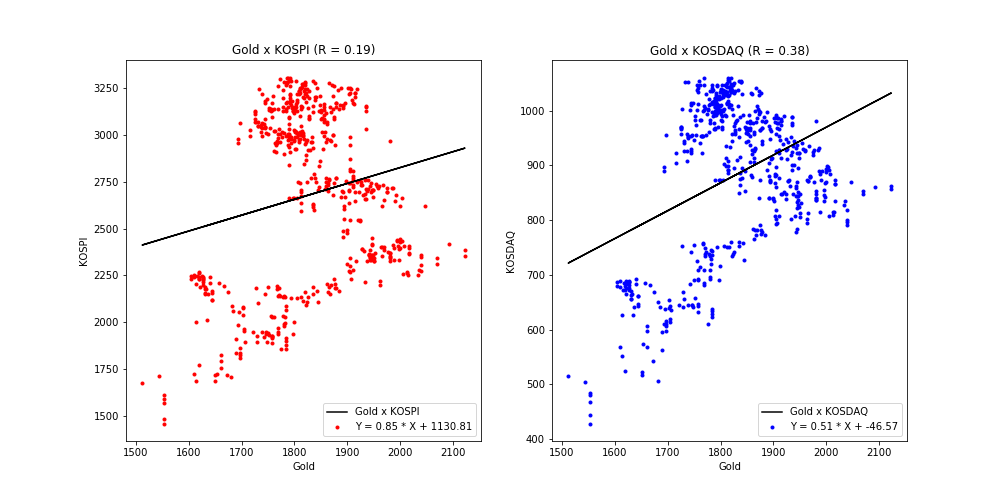 Gold x KOSPI (R = 0.19)
KOSPI
3250
3000
2750
2500
2250
2000
1750
1500
1500 1600 1700 1800 1900 2000 2100
Gold
Gold x KOSPI
Y = 0.85 * X + 1130.81
Gold x KOSDAQ (R = 0.38)
KOSDAQ
1000
900
800
700
600
500
400
1500 1600 1700 1800 1900 2000 2100
Gold
Gold x KOSDAQ
Y = 0.51 * X + -46.57